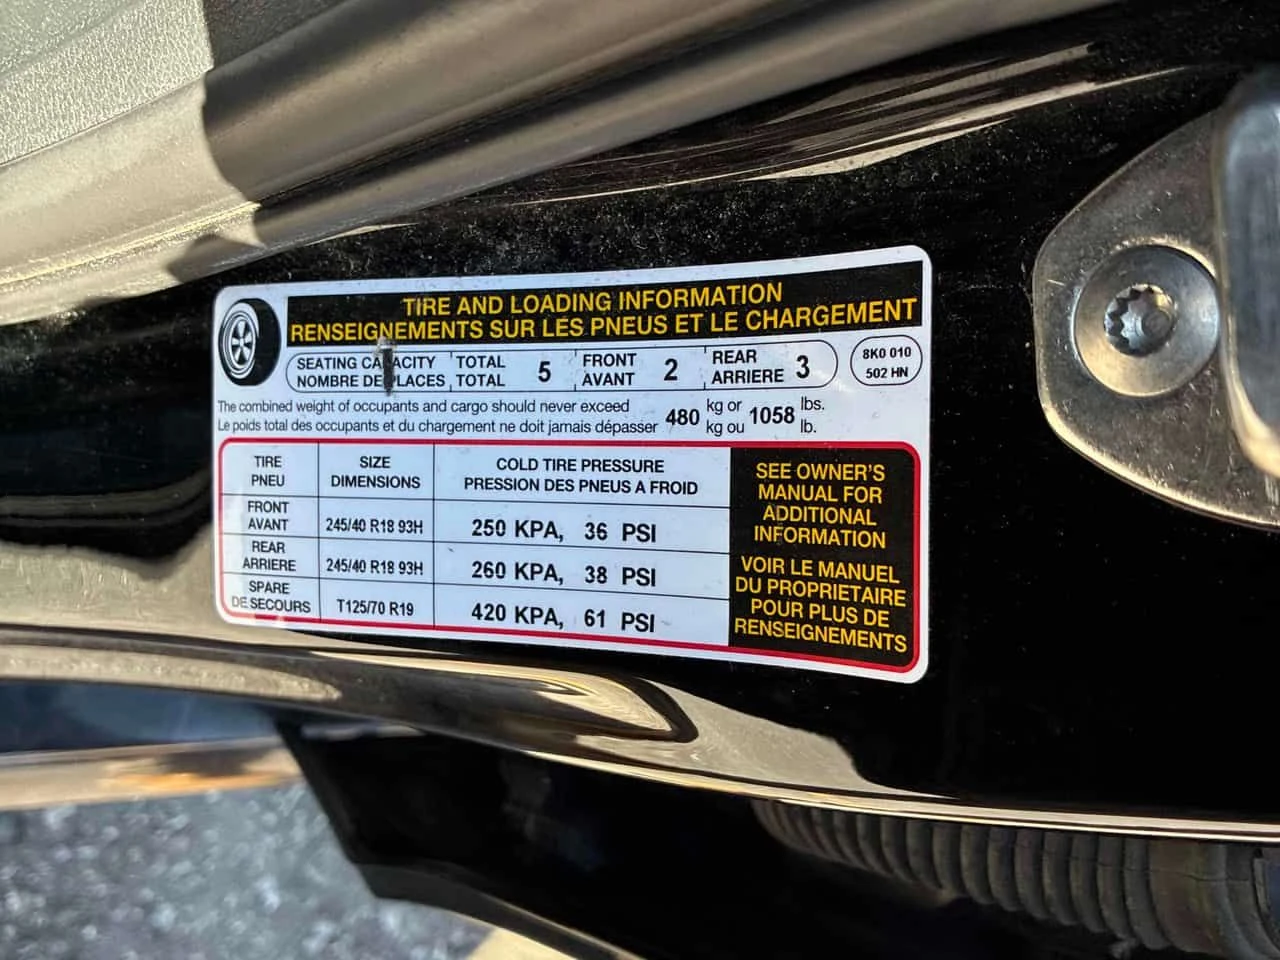 TIRE AND LOADING INFORMATION
RENSEIGNEMENTS SUR LES PNEUS ET LE CHARGEMENT
SEATING CAPACITY TOTAL 5 FRONT 2 REAR 3
NOMBRE DE PLACES TOTAL AVANT ARRIERE
8K0 010
502 HN
The combined weight of occupants and cargo should never exceed 480 kg or 1058 lbs.
Le poids total des occupants et du chargement ne doit jamais dépasser kg ou lb.
TIRE SIZE COLD TIRE PRESSURE
PNEU DIMENSIONS PRESSION DES PNEUS A FROID
FRONT
AVANT 245/40 R18 93H 250 KPA, 36 PSI
REAR
ARRIERE 245/40 R18 93H 260 KPA, 38 PSI
SPARE
DE SECOURS T125/70 R19 420 KPA, 61 PSI
SEE OWNER'S
MANUAL FOR
ADDITIONAL
INFORMATION
VOIR LE MANUEL
DU PROPRIETAIRE
POUR PLUS DE
RENSEIGNEMENTS